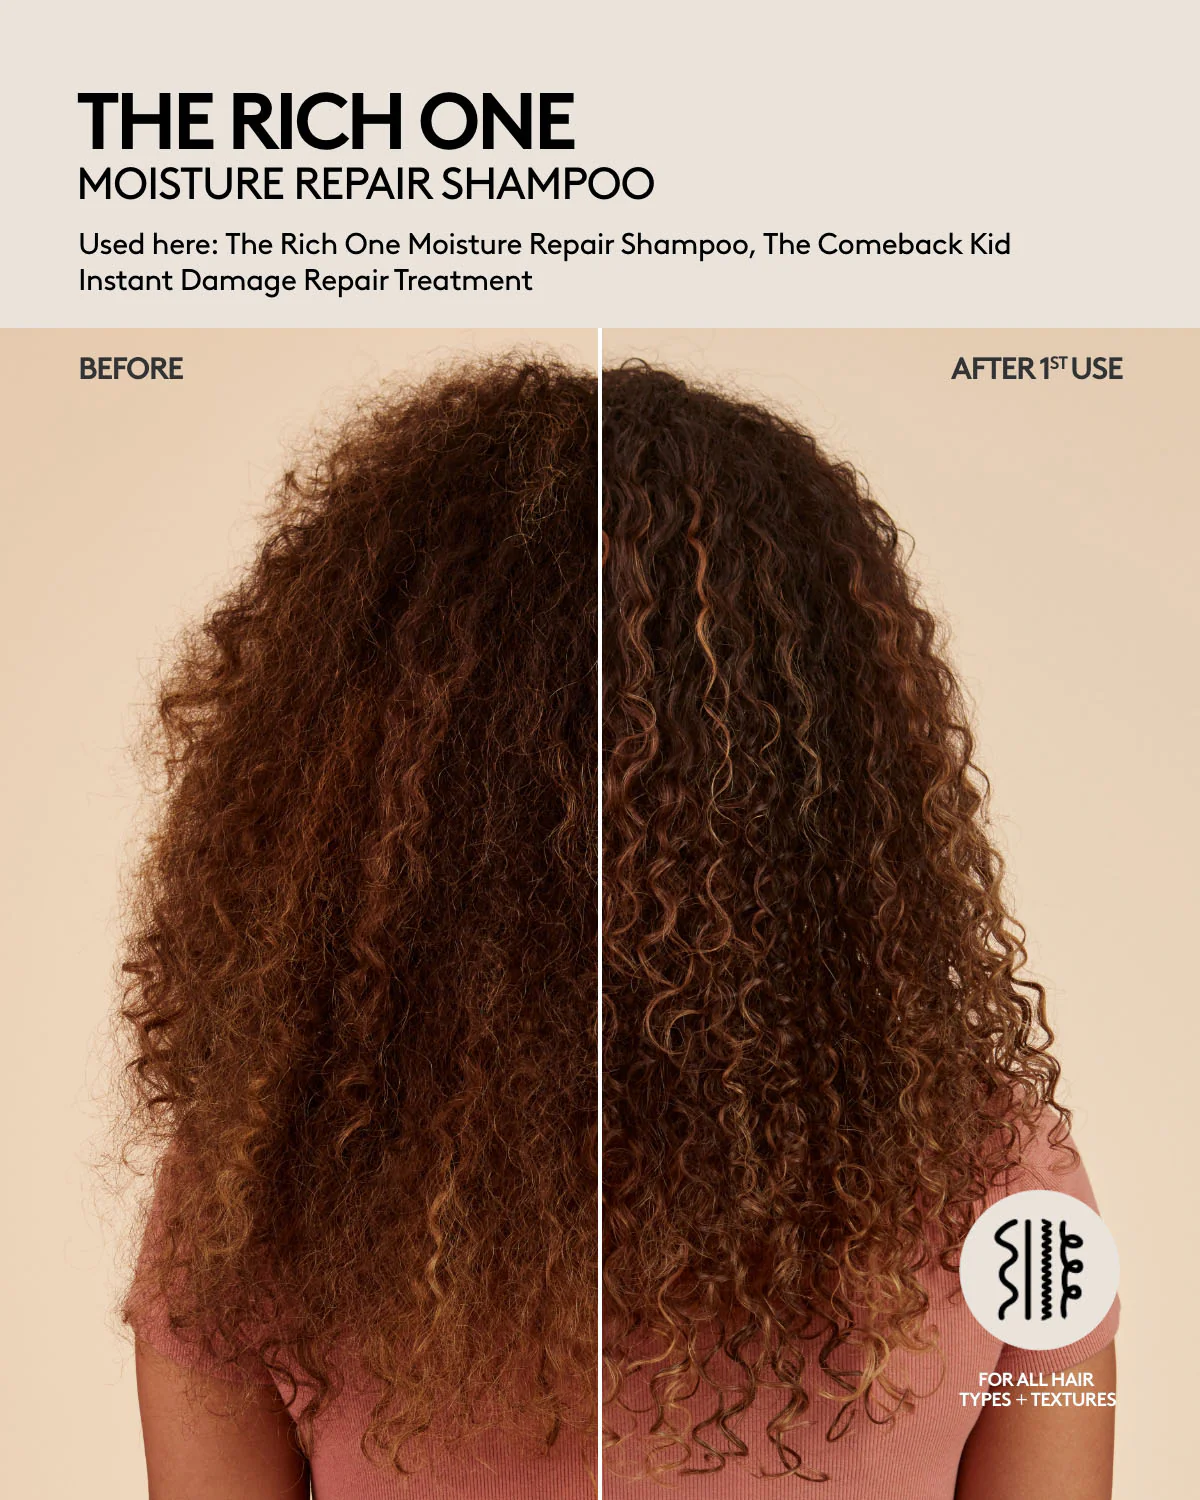 THE RICH ONE
MOISTURE REPAIR SHAMPOO
Used here: The Rich One Moisture Repair Shampoo, The Comeback Kid
Instant Damage Repair Treatment
BEFORE
AFTER 1ST USE
FOR ALL HAIR
TYPES + TEXTURES